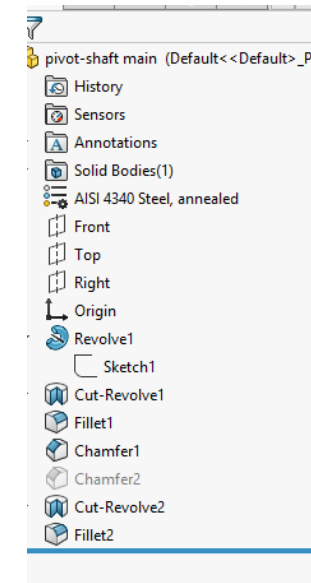 pivot-shaft main (Default<<Default>_P
History
Sensors
Annotations
Solid Bodies(1)
AISI 4340 Steel, annealed
Front
Top
Right
Origin
Revolve1
Sketch1
Cut-Revolve1
Fillet1
Chamfer1
Chamfer2
Cut-Revolve2
Fillet2